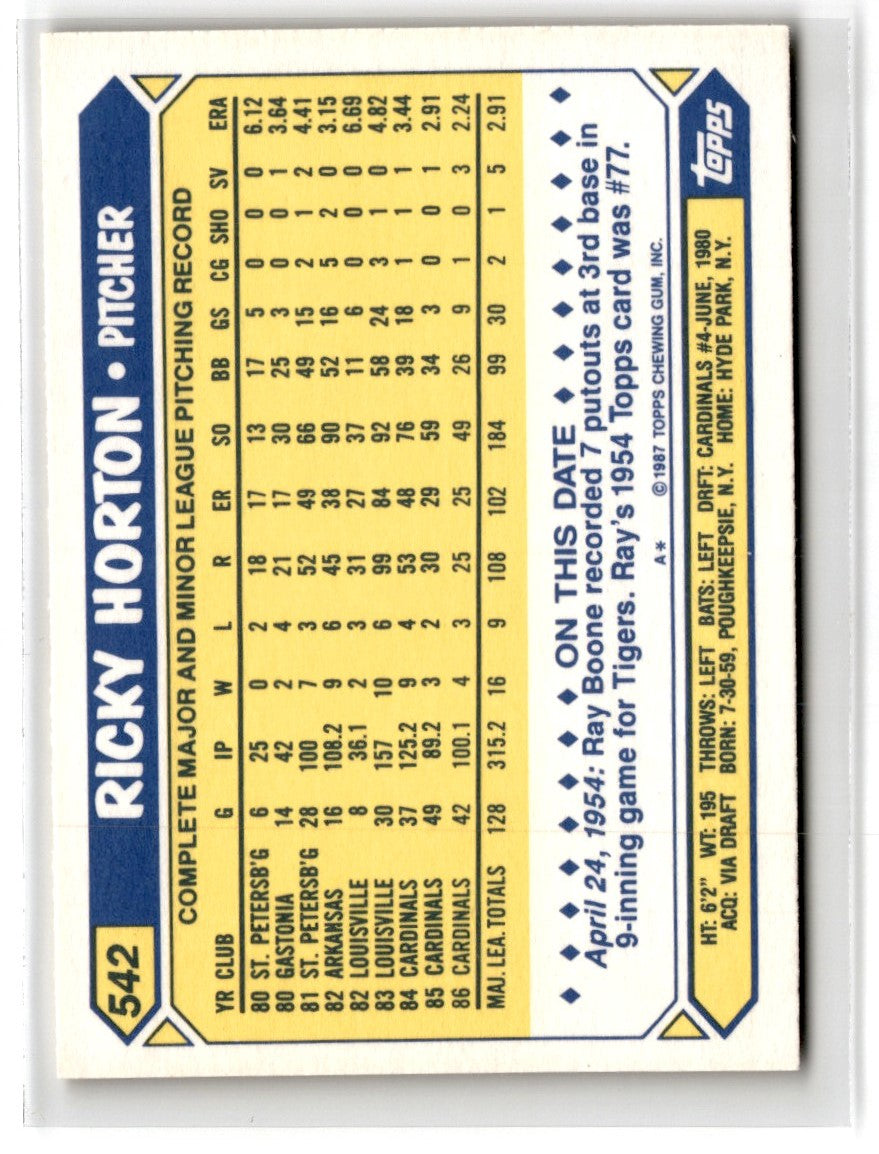 542 RICKY HORTON • PITCHER
COMPLETE MAJOR AND MINOR LEAGUE PITCHING RECORD
YR CLUB G IP W L R ER SO BB GS CG SHO SV ERA
80 ST. PETERSB'G 6 25 0 2 18 17 13 17 5 0 0 0 6.12
80 GASTONIA 14 42 2 4 21 17 30 25 3 0 0 1 3.64
81 ST. PETERSB'G 28 100 7 3 52 49 66 49 15 2 1 2 4.41
82 ARKANSAS 16 108.2 9 6 45 38 90 52 16 5 2 0 3.15
82 LOUISVILLE 8 36.1 2 3 31 27 37 11 6 0 0 0 6.69
83 LOUISVILLE 30 157 10 6 99 84 92 58 24 3 1 0 4.82
84 CARDINALS 37 125.2 9 4 53 48 76 39 18 1 1 1 3.44
85 CARDINALS 49 89.2 3 2 30 29 59 34 3 0 0 1 2.91
86 CARDINALS 42 100.1 4 3 25 25 49 26 9 1 0 3 2.24
MAJ. LEA. TOTALS 128 315.2 16 9 108 102 184 99 30 2 1 5 2.91
ON THIS DATE
April 24, 1954: Ray Boone recorded 7 putouts at 3rd base in
9-inning game for Tigers. Ray's 1954 Topps card was #77.
A* ©1987 TOPPS CHEWING GUM, INC.
HT: 6'2" WT: 195 THROWS: LEFT BATS: LEFT DRFT: CARDINALS #4-JUNE, 1980
ACQ: VIA DRAFT BORN: 7-30-59, POUGHKEEPSIE, N.Y. HOME: HYDE PARK, N.Y.
topps